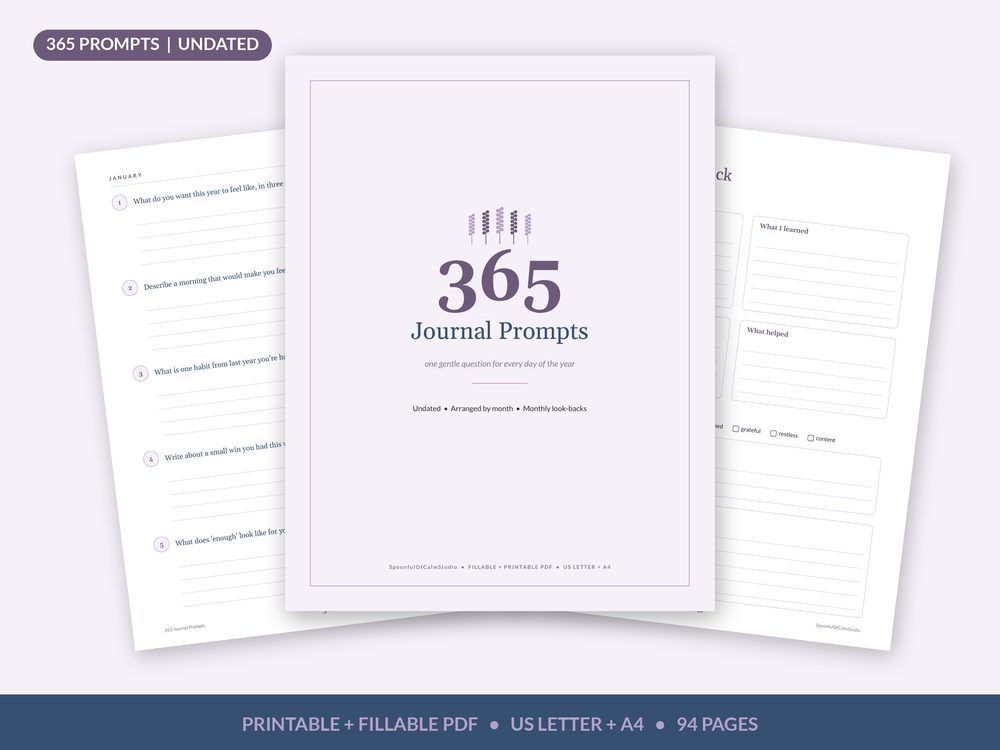 365 PROMPTS | UNDATED
JANUARY
1 What do you want this year to feel like, in three
2 Describe a morning that would make you
3 What is one habit from last year you're
4 Write about a small win you had this
5 What does 'enough' look like for
365 Journal Prompts
365
Journal Prompts
one gentle question for every day of the year
Undated • Arranged by month • Monthly look-backs
SpoonfulOfCalmStudio • FILLABLE + PRINTABLE PDF • US LETTER + A4
What I learned
What helped
grateful restless content
SpoonfulOfCalmStudio
PRINTABLE + FILLABLE PDF • US LETTER + A4 • 94 PAGES